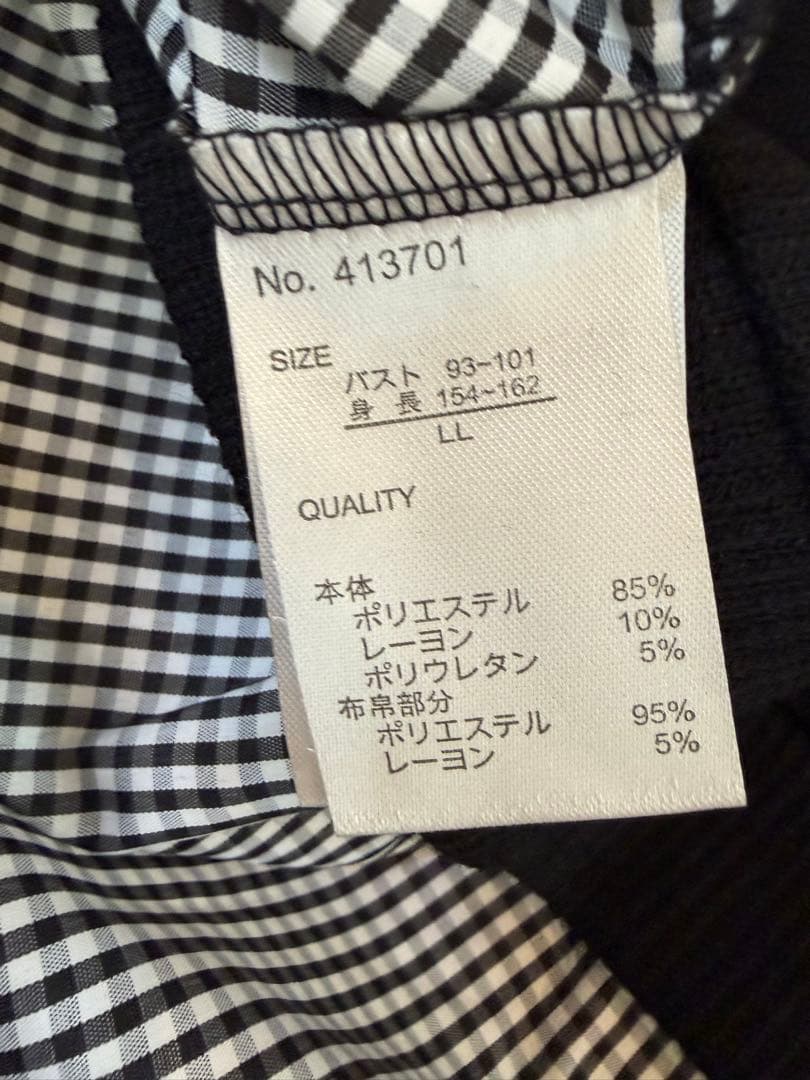 No. 413701
SIZE
バスト 93~101
身 長 154~162
LL
QUALITY
本体
ポリエステル 85%
レーヨン 10%
ポリウレタン 5%
布帛部分
ポリエステル 95%
レーヨン 5%